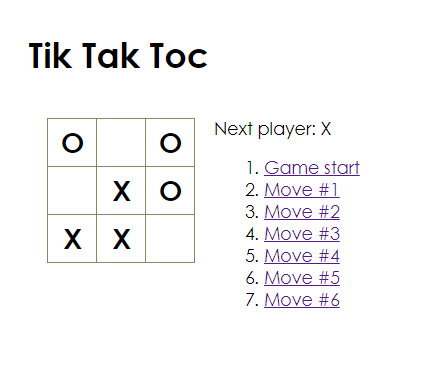 Tik Tak Toc
O O
X O
X X
Next player: X
1. Game start
2. Move #1
3. Move #2
4. Move #3
5. Move #4
6. Move #5
7. Move #6